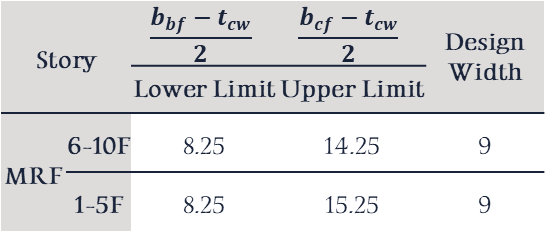 Story (b_bf − t_cw)/2 (b_cf − t_cw)/2 Design Width
Lower Limit Upper Limit
MRF
6-10F 8.25 14.25 9
1-5F 8.25 15.25 9